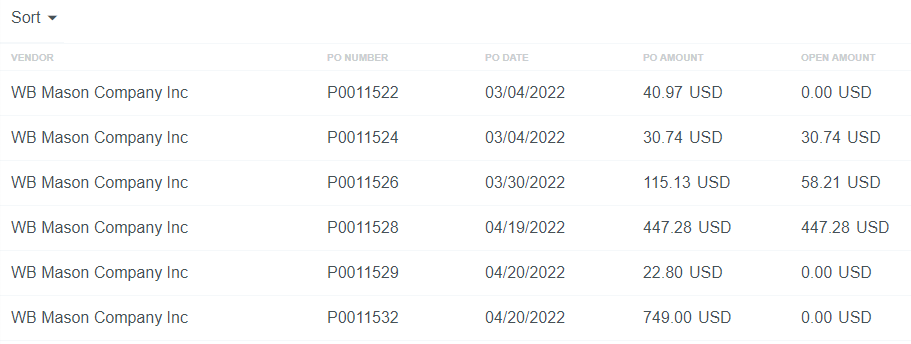 Sort
VENDOR PO NUMBER PO DATE PO AMOUNT OPEN AMOUNT
WB Mason Company Inc P0011522 03/04/2022 40.97 USD 0.00 USD
WB Mason Company Inc P0011524 03/04/2022 30.74 USD 30.74 USD
WB Mason Company Inc P0011526 03/30/2022 115.13 USD 58.21 USD
WB Mason Company Inc P0011528 04/19/2022 447.28 USD 447.28 USD
WB Mason Company Inc P0011529 04/20/2022 22.80 USD 0.00 USD
WB Mason Company Inc P0011532 04/20/2022 749.00 USD 0.00 USD